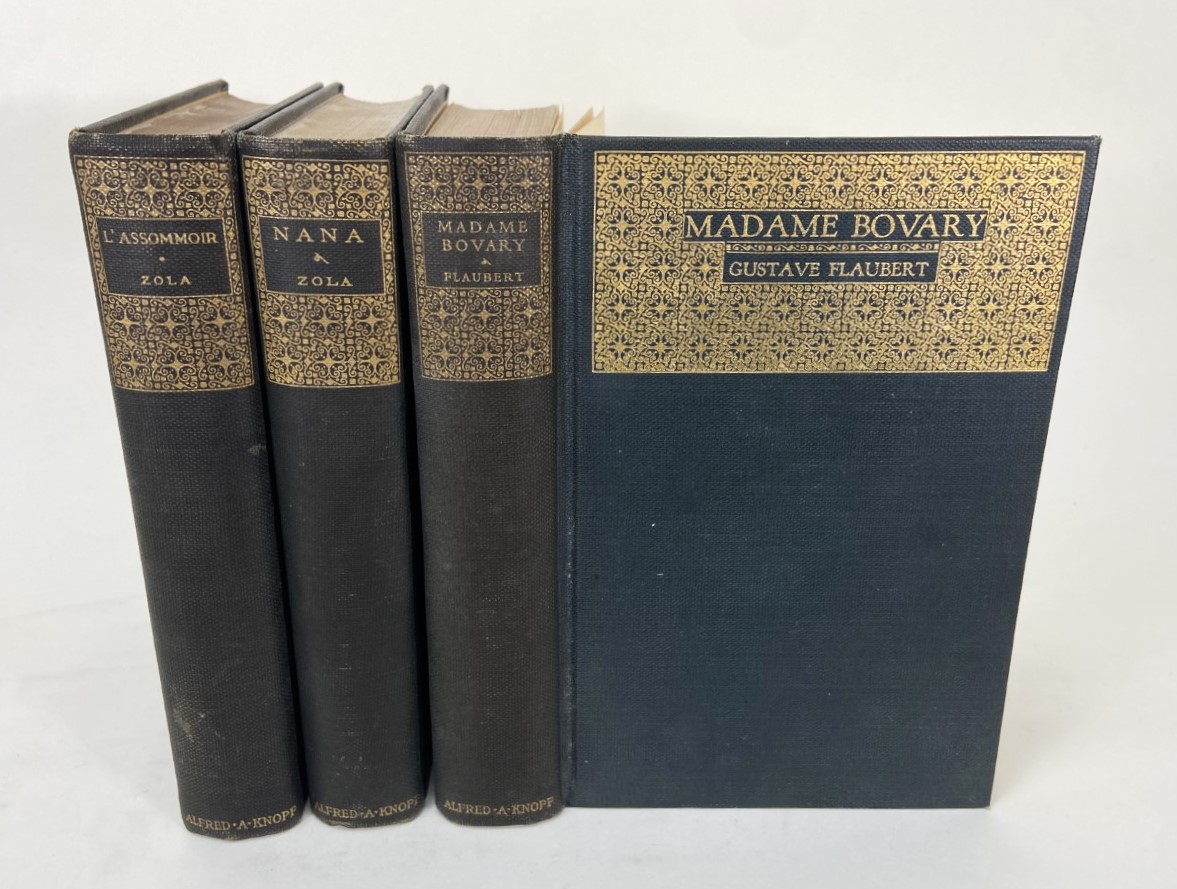 L'ASSOMMOIR
•
ZOLA
ALFRED•A•KNOPF
NANA
ZOLA
ALFRED•A•KNOPF
MADAME
BOVARY
FLAUBERT
ALFRED•A•KNOPF
MADAME BOVARY
GUSTAVE FLAUBERT